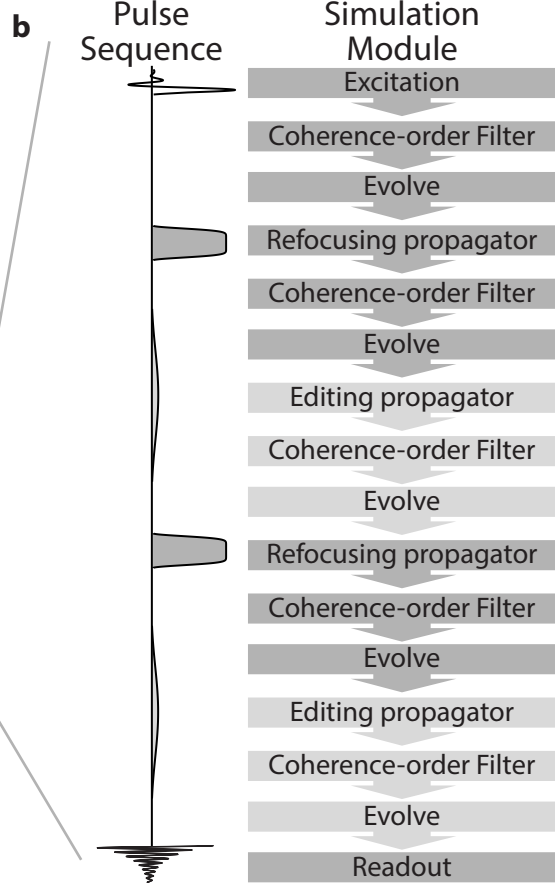 b
Pulse
Sequence
Simulation
Module
Excitation
Coherence-order Filter
Evolve
Refocusing propagator
Coherence-order Filter
Evolve
Editing propagator
Coherence-order Filter
Evolve
Refocusing propagator
Coherence-order Filter
Evolve
Editing propagator
Coherence-order Filter
Evolve
Readout